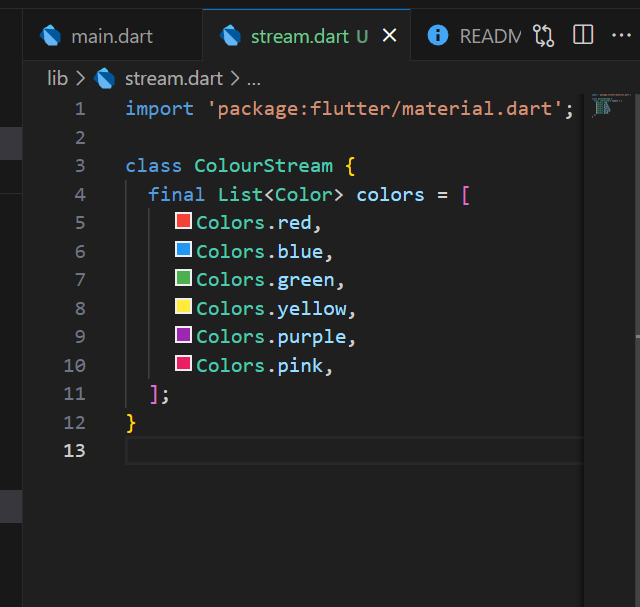 main.dart stream.dart U READM
lib > stream.dart > ...
1 import 'package:flutter/material.dart';
2
3 class ColourStream {
4 final List<Color> colors = [
5 Colors.red,
6 Colors.blue,
7 Colors.green,
8 Colors.yellow,
9 Colors.purple,
10 Colors.pink,
11 ];
12 }
13